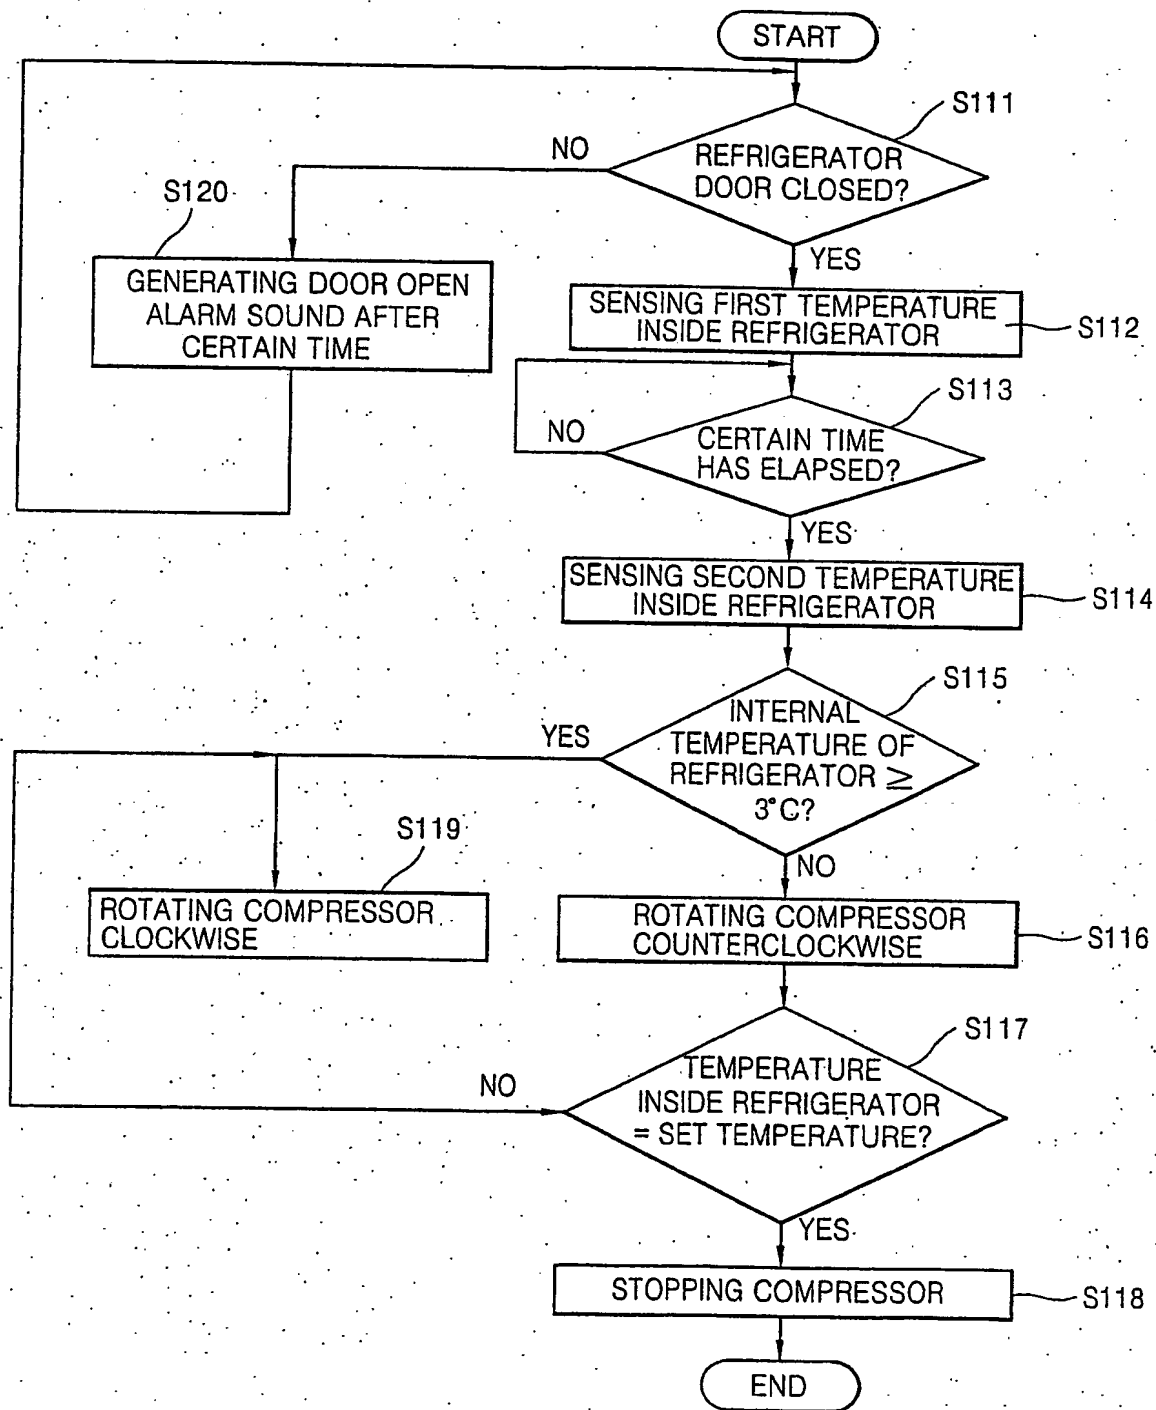 START
S111
NO
REFRIGERATOR
DOOR CLOSED?
S120
YES
GENERATING DOOR OPEN
ALARM SOUND AFTER
CERTAIN TIME
SENSING FIRST TEMPERATURE
INSIDE REFRIGERATOR
S112
S113
NO
CERTAIN TIME
HAS ELAPSED?
YES
SENSING SECOND TEMPERATURE
INSIDE REFRIGERATOR
S114
S115
YES
INTERNAL
TEMPERATURE OF
REFRIGERATOR ≥
3°C?
S119
NO
ROTATING COMPRESSOR
CLOCKWISE
ROTATING COMPRESSOR
COUNTERCLOCKWISE
S116
S117
NO
TEMPERATURE
INSIDE REFRIGERATOR
= SET TEMPERATURE?
YES
STOPPING COMPRESSOR
S118
END